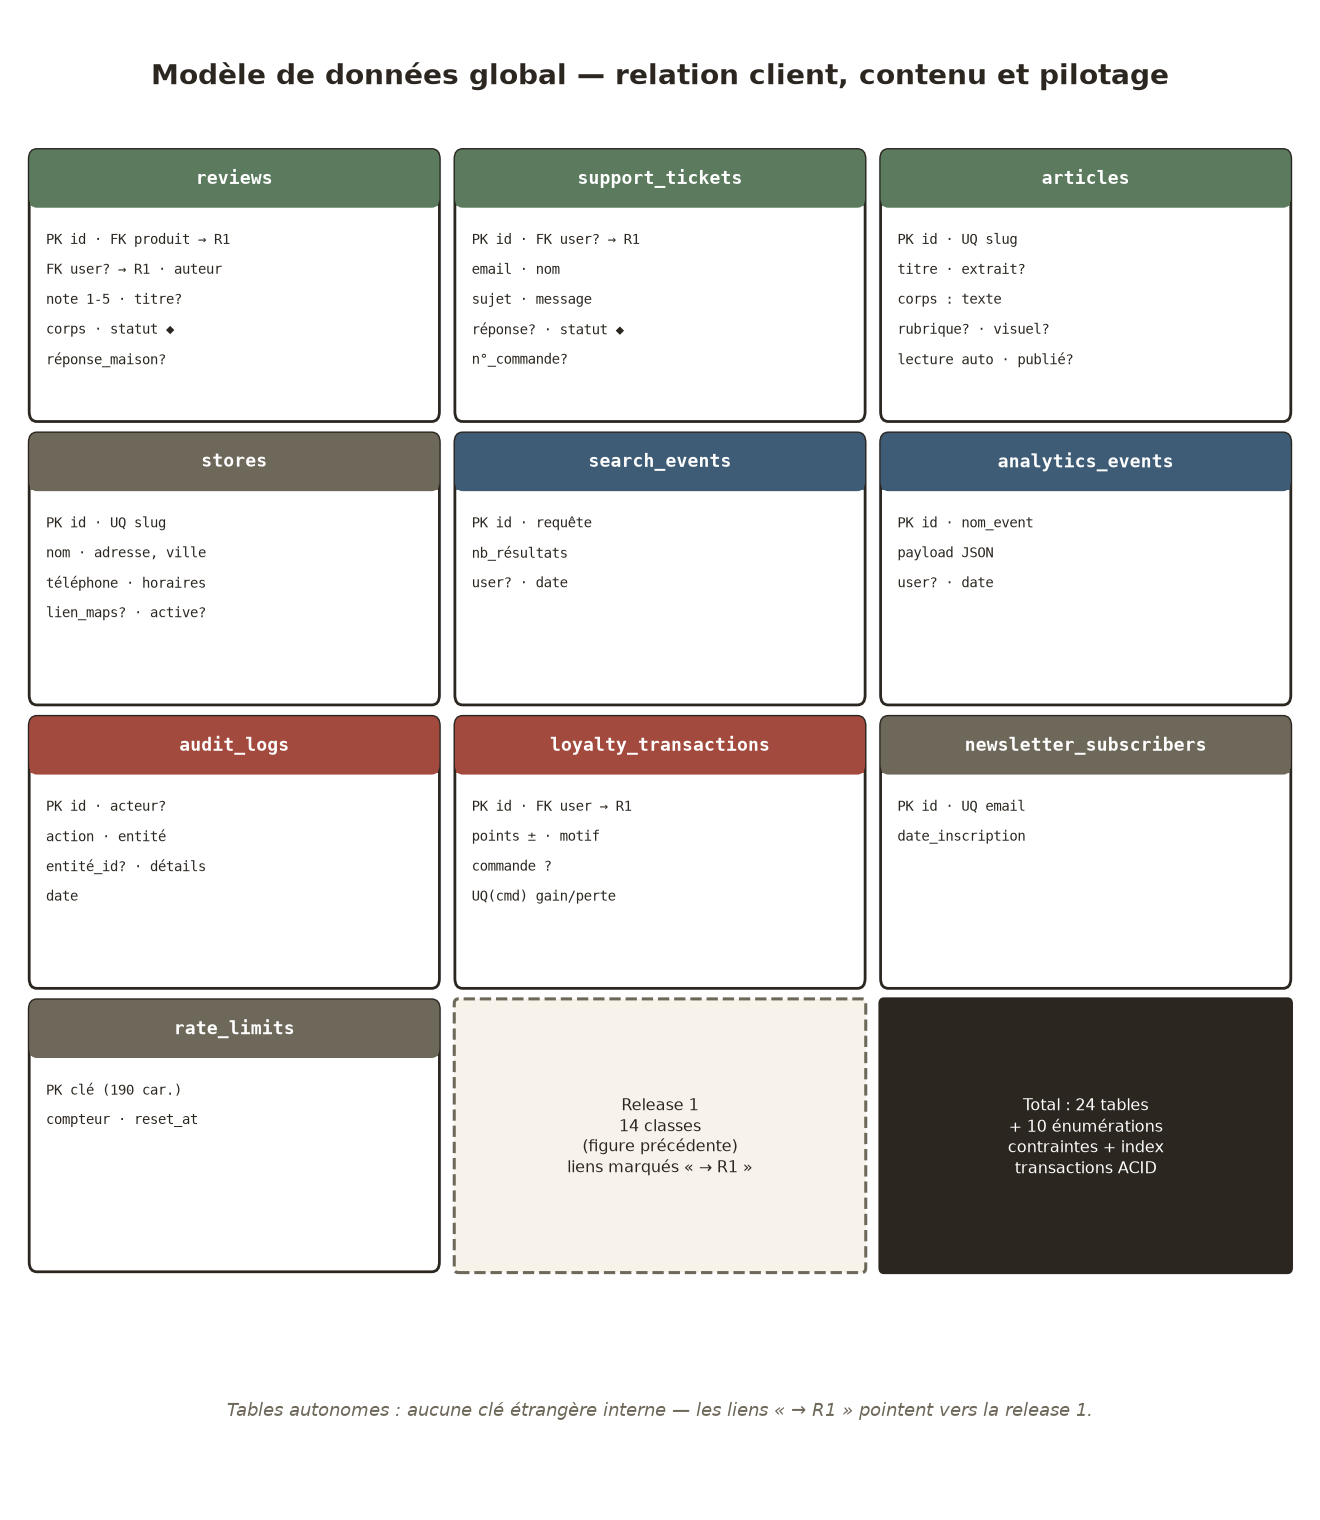 Modèle de données global — relation client, contenu et pilotage
reviews
PK id · FK produit → R1
FK user? → R1 · auteur
note 1-5 · titre?
corps · statut ◆
réponse_maison?
support_tickets
PK id · FK user? → R1
email · nom
sujet · message
réponse? · statut ◆
n°_commande?
articles
PK id · UQ slug
titre · extrait?
corps : texte
rubrique? · visuel?
lecture auto · publié?
stores
PK id · UQ slug
nom · adresse, ville
téléphone · horaires
lien_maps? · active?
search_events
PK id · requête
nb_résultats
user? · date
analytics_events
PK id · nom_event
payload JSON
user? · date
audit_logs
PK id · acteur?
action · entité
entité_id? · détails
date
loyalty_transactions
PK id · FK user → R1
points ± · motif
commande ?
UQ(cmd) gain/perte
newsletter_subscribers
PK id · UQ email
date_inscription
rate_limits
PK clé (190 car.)
compteur · reset_at
Release 1
14 classes
(figure précédente)
liens marqués « → R1 »
Total : 24 tables
+ 10 énumérations
contraintes + index
transactions ACID
Tables autonomes : aucune clé étrangère interne — les liens « → R1 » pointent vers la release 1.